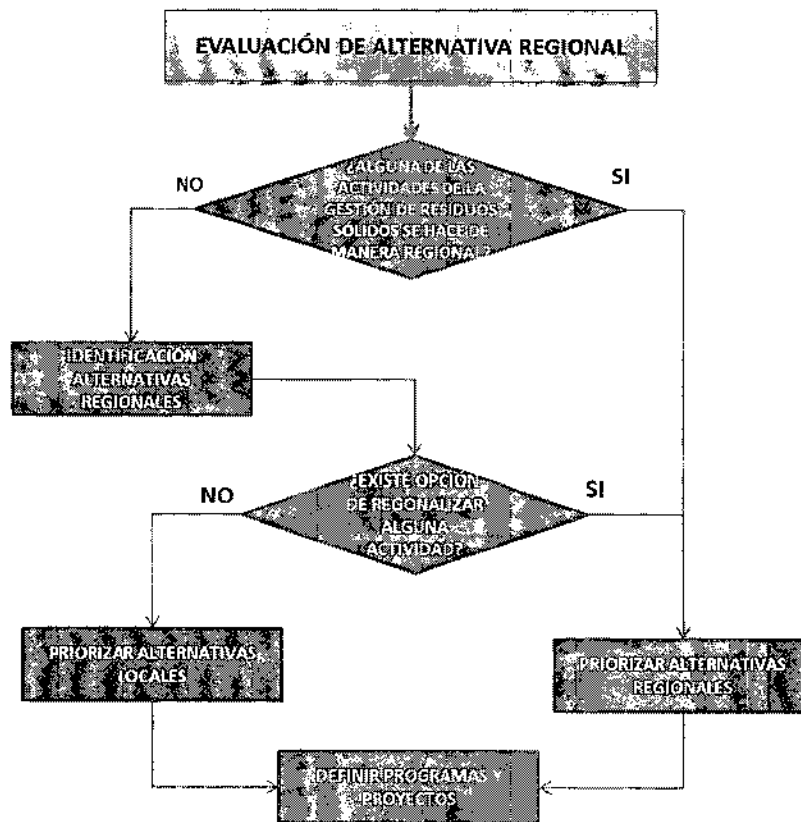 EVALUACIÓN DE ALTERNATIVA REGIONAL
¿ALGUNA DE LAS
ACTIVIDADES DE LA
GESTIÓN DE RESIDUOS
SÓLIDOS SE HACE DE
MANERA REGIONAL?
NO
SI
IDENTIFICACIÓN
ALTERNATIVAS
REGIONALES
¿EXISTE OPCIÓN
DE REGONALIZAR
ALGUNA
ACTIVIDAD?
NO
SI
PRIORIZAR ALTERNATIVAS
LOCALES
PRIORIZAR ALTERNATIVAS
REGIONALES
DEFINIR PROGRAMAS Y
PROYECTOS